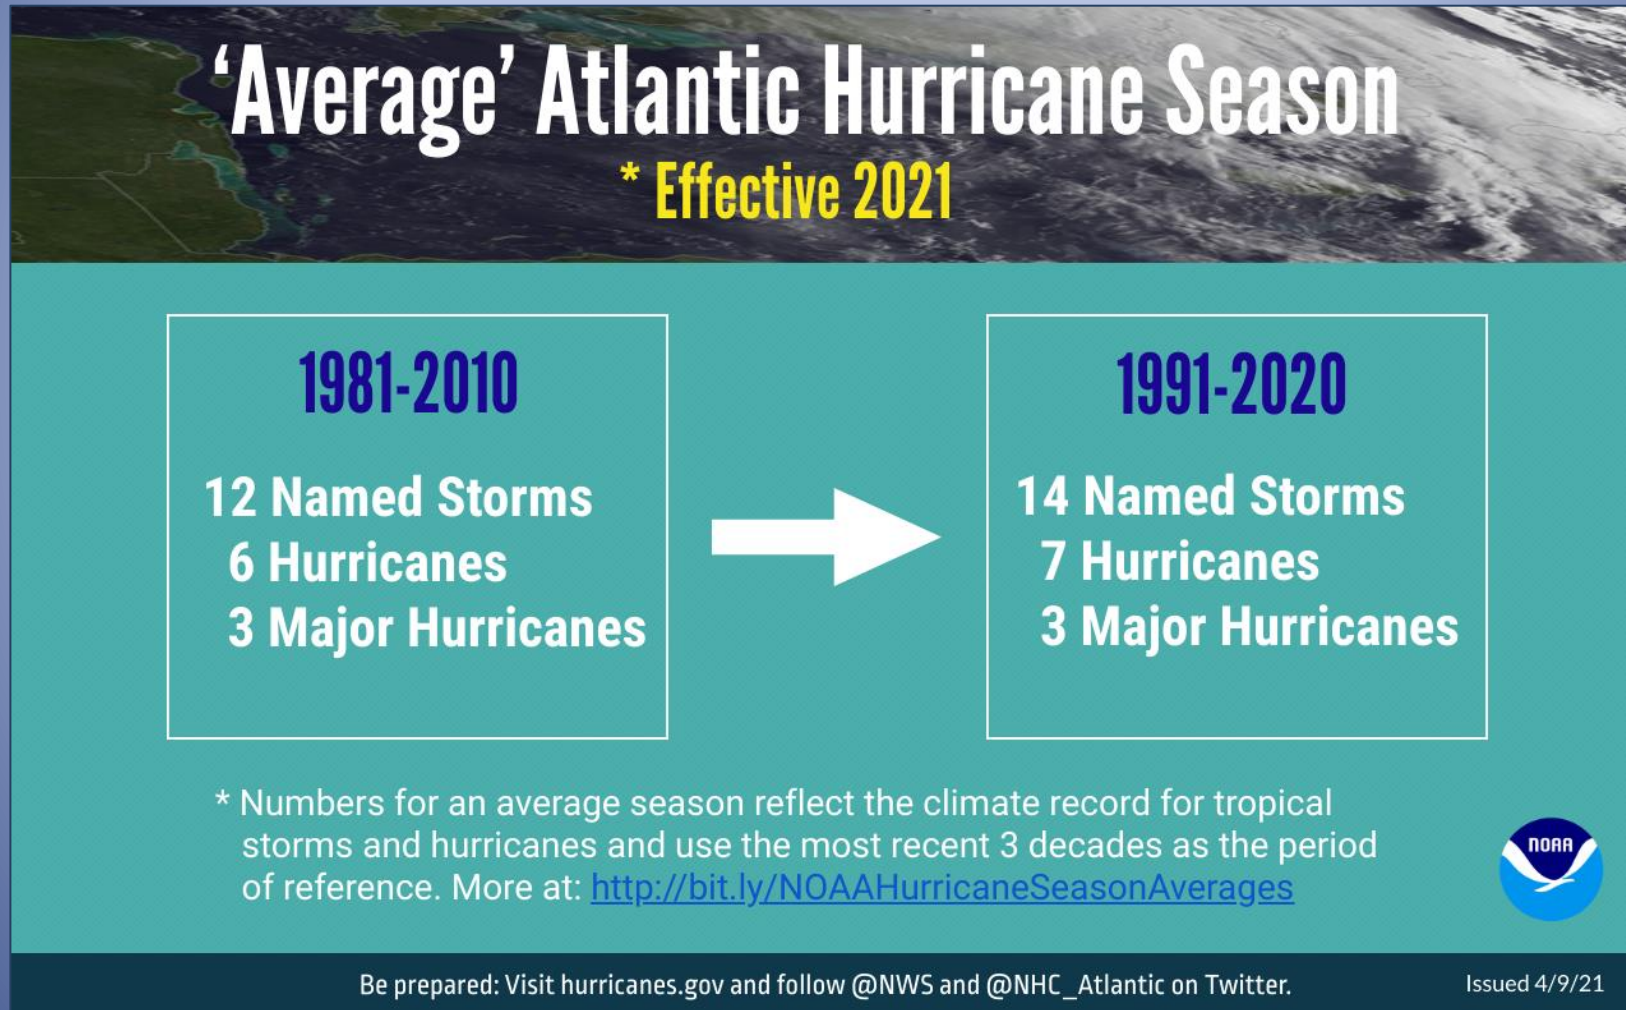 ‘Average’ Atlantic Hurricane Season
* Effective 2021
1981-2010
12 Named Storms
6 Hurricanes
3 Major Hurricanes
1991-2020
14 Named Storms
7 Hurricanes
3 Major Hurricanes
* Numbers for an average season reflect the climate record for tropical
storms and hurricanes and use the most recent 3 decades as the period
of reference. More at: http://bit.ly/NOAAHurricaneSeasonAverages
NOAA
Be prepared: Visit hurricanes.gov and follow @NWS and @NHC_Atlantic on Twitter.
Issued 4/9/21